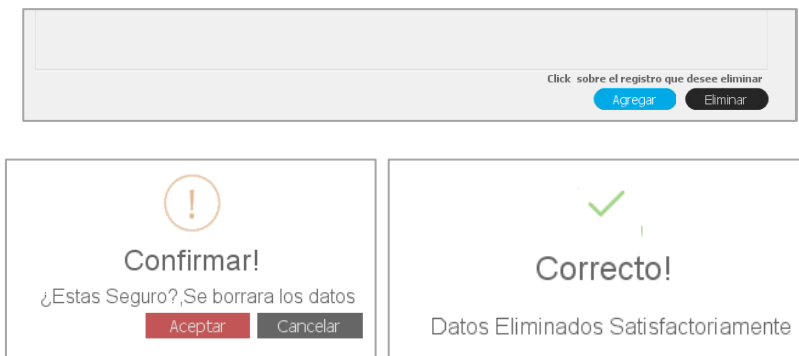 Click sobre el registro que desee eliminar
Agregar Eliminar
Confirmar!
¿Estas Seguro?,Se borrara los datos
Aceptar Cancelar
Correcto!
Datos Eliminados Satisfactoriamente